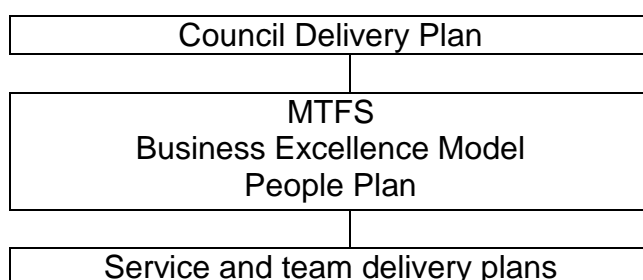 Council Delivery Plan
MTFS
Business Excellence Model
People Plan
Service and team delivery plans